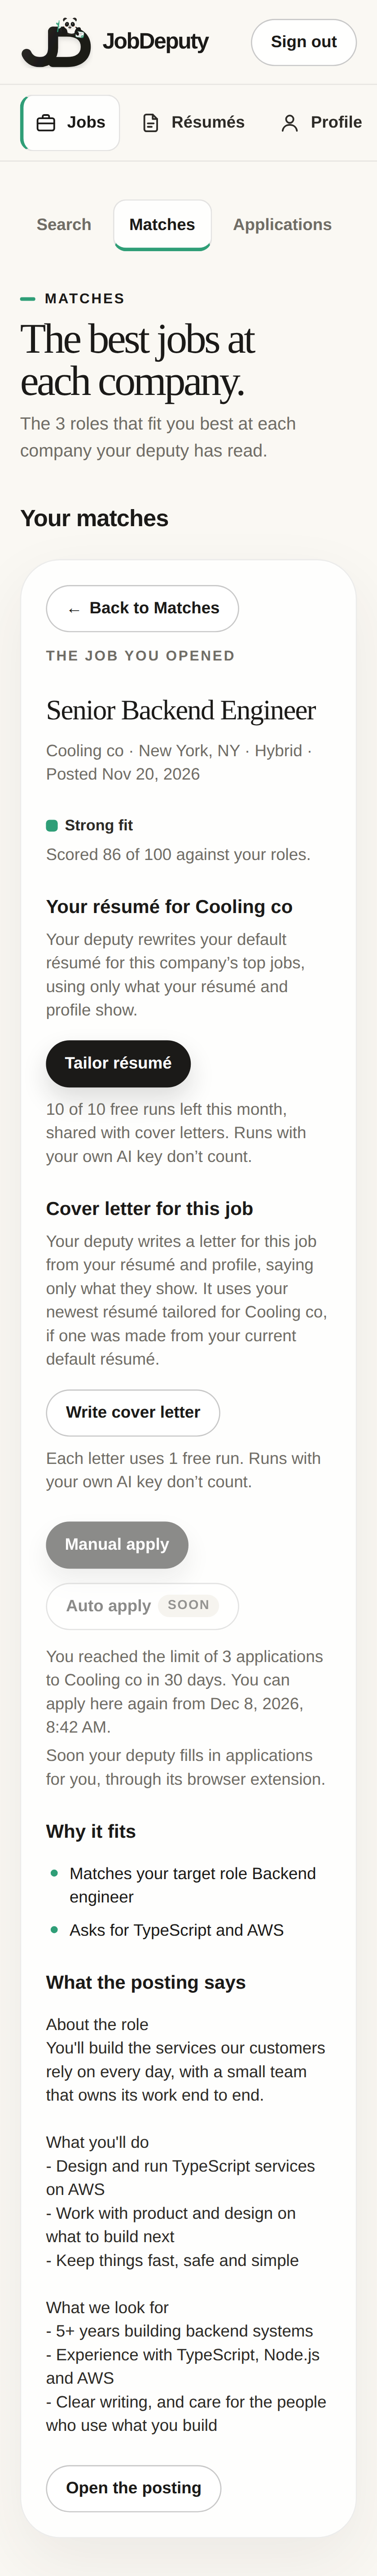 JobDeputy
Sign out
Jobs
Résumés
Profile
Search
Matches
Applications
MATCHES
The best jobs at
each company.
The 3 roles that fit you best at each
company your deputy has read.
Your matches
← Back to Matches
THE JOB YOU OPENED
Senior Backend Engineer
Cooling co · New York, NY · Hybrid ·
Posted Nov 20, 2026
Strong fit
Scored 86 of 100 against your roles.
Your résumé for Cooling co
Your deputy rewrites your default
résumé for this company’s top jobs,
using only what your résumé and
profile show.
Tailor résumé
10 of 10 free runs left this month,
shared with cover letters. Runs with
your own AI key don’t count.
Cover letter for this job
Your deputy writes a letter for this job
from your résumé and profile, saying
only what they show. It uses your
newest résumé tailored for Cooling co,
if one was made from your current
default résumé.
Write cover letter
Each letter uses 1 free run. Runs with
your own AI key don’t count.
Manual apply
Auto apply SOON
You reached the limit of 3 applications
to Cooling co in 30 days. You can
apply here again from Dec 8, 2026,
8:42 AM.
Soon your deputy fills in applications
for you, through its browser extension.
Why it fits
Matches your target role Backend
engineer
Asks for TypeScript and AWS
What the posting says
About the role
You'll build the services our customers
rely on every day, with a small team
that owns its work end to end.
What you'll do
- Design and run TypeScript services
on AWS
- Work with product and design on
what to build next
- Keep things fast, safe and simple
What we look for
- 5+ years building backend systems
- Experience with TypeScript, Node.js
and AWS
- Clear writing, and care for the people
who use what you build
Open the posting